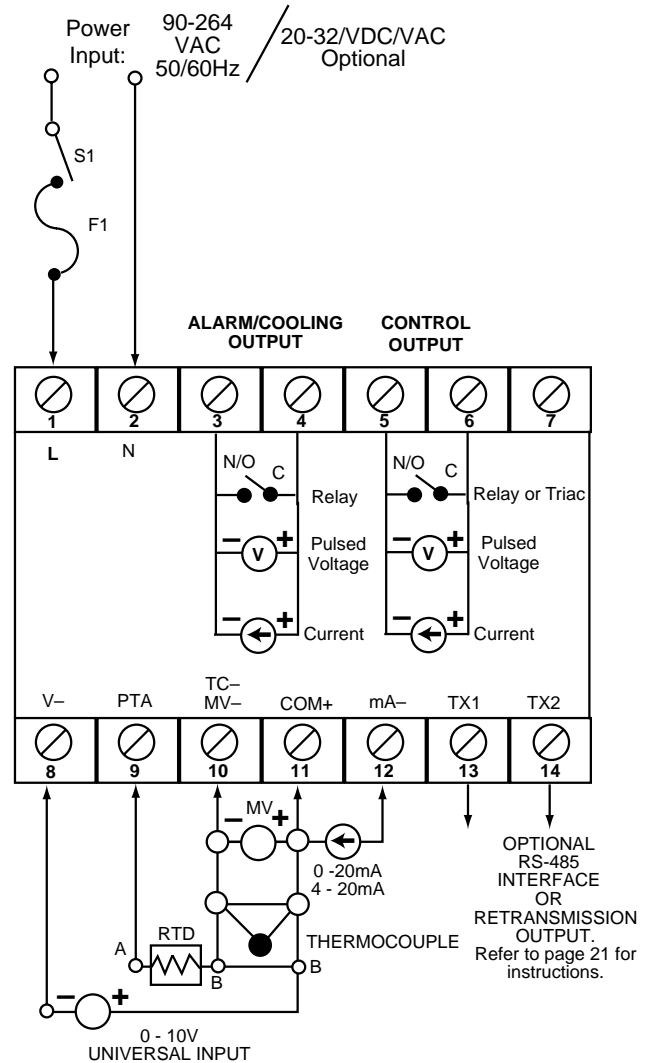 Power
Input:
90-264
VAC
50/60Hz
20-32/VDC/VAC
Optional
S1
F1
ALARM/COOLING
OUTPUT
CONTROL
OUTPUT
1 2 3 4 5 6 7
L N
N/O C
Relay
N/O C
Relay or Triac
– V +
Pulsed
Voltage
– V +
Pulsed
Voltage
– +
Current
– +
Current
V– PTA TC–
MV– COM+ mA– TX1 TX2
8 9 10 11 12 13 14
– MV +
0 -20mA
4 - 20mA
OPTIONAL
RS-485
INTERFACE
OR
RETRANSMISSION
OUTPUT.
Refer to page 21 for
instructions.
THERMOCOUPLE
RTD
A B B
– +
0 - 10V
UNIVERSAL INPUT